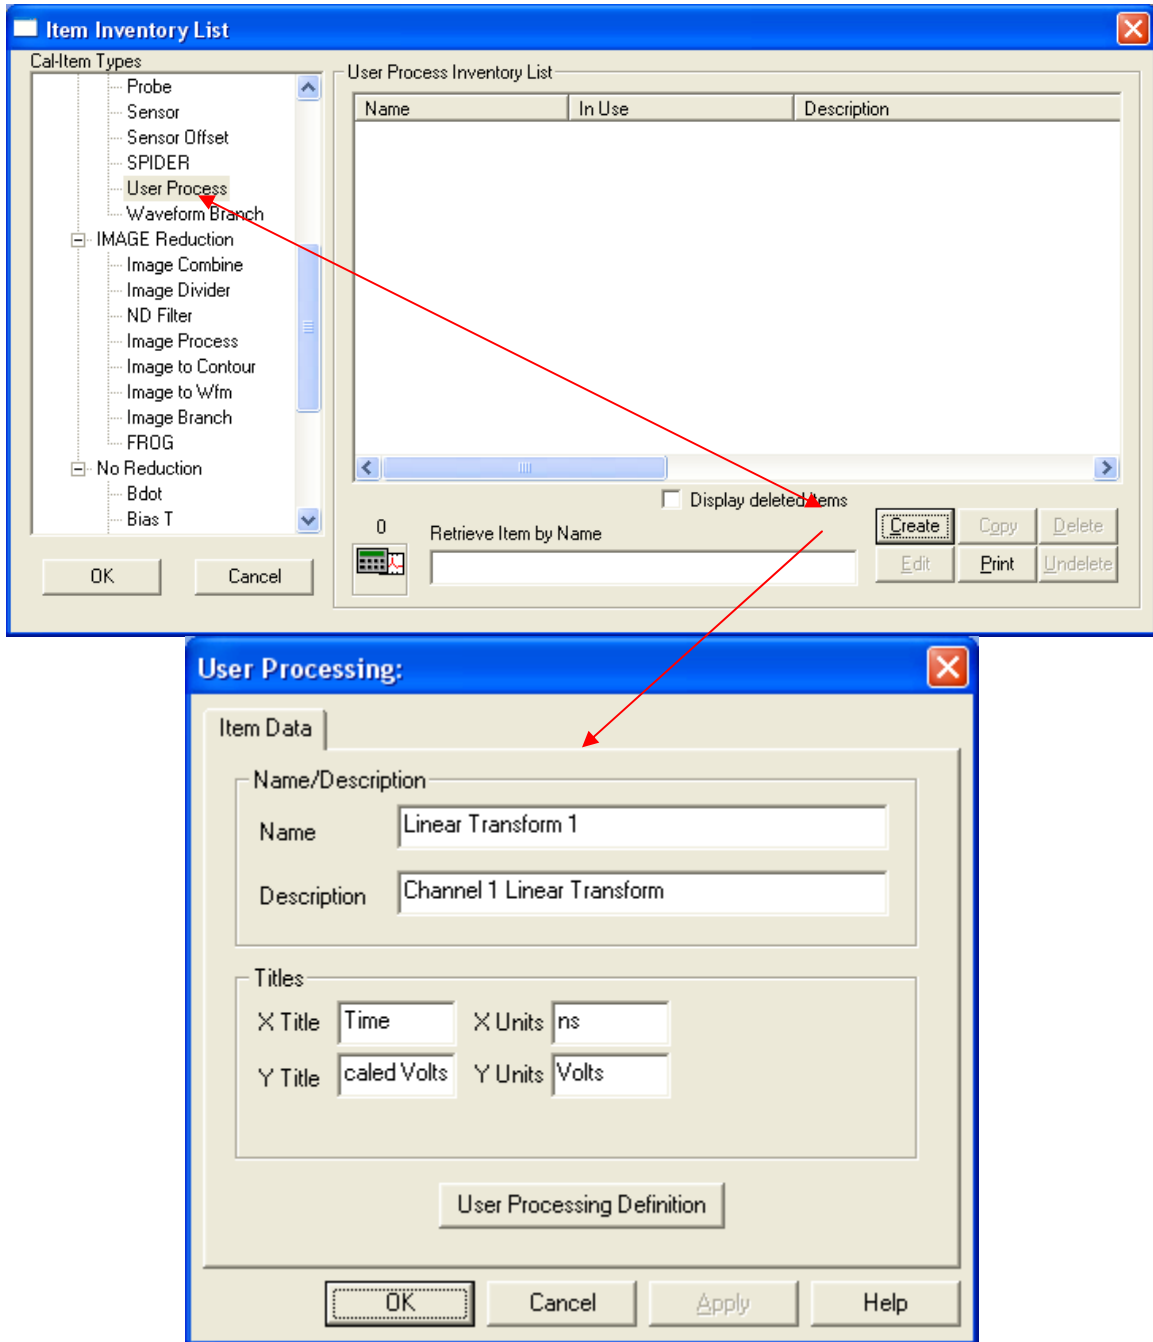 Item Inventory List
Cal-Item Types
Probe
Sensor
Sensor Offset
SPIDER
User Process
Waveform Branch
IMAGE Reduction
Image Combine
Image Divider
ND Filter
Image Process
Image to Contour
Image to Wfm
Image Branch
FROG
No Reduction
Bdot
Bias T
OK Cancel
User Process Inventory List
Name In Use Description
Display deleted items
0 Retrieve Item by Name
Create Copy Delete
Edit Print Undelete
User Processing:
Item Data
Name/Description
Name Linear Transform 1
Description Channel 1 Linear Transform
Titles
X Title Time X Units ns
Y Title caled Volts Y Units Volts
User Processing Definition
OK Cancel Apply Help